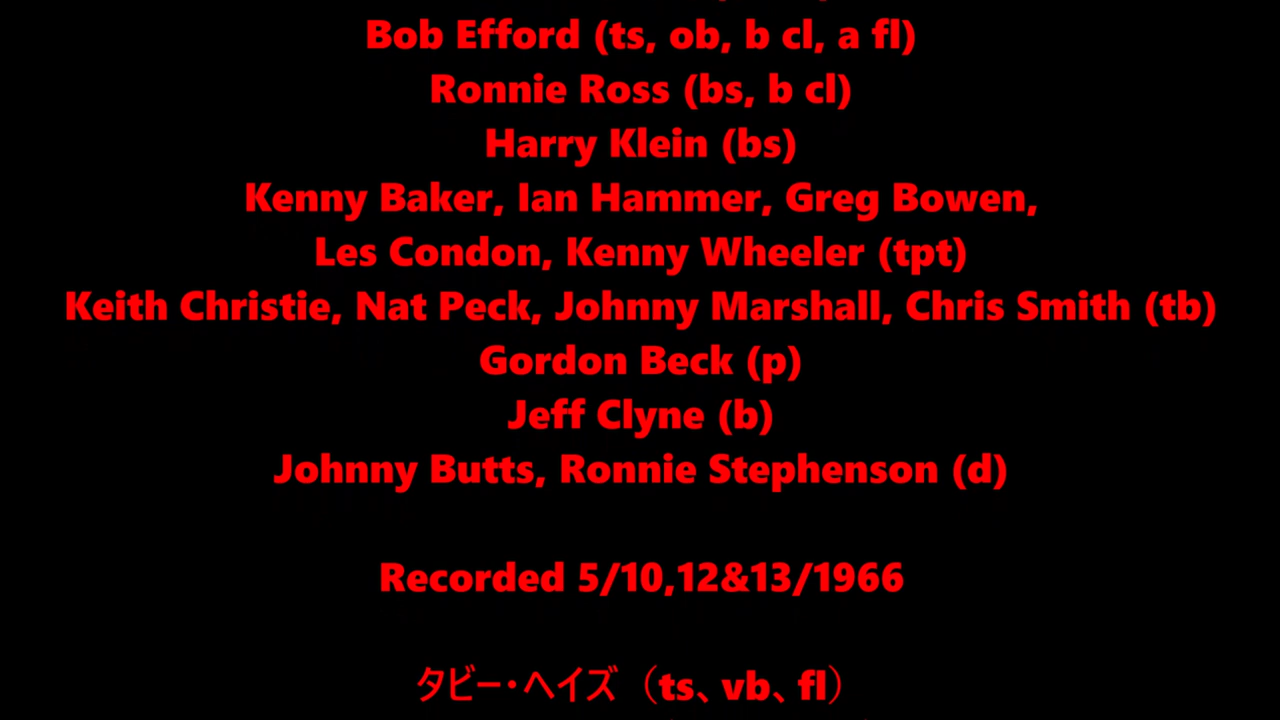 Bob Efford (ts, ob, b cl, a fl)
Ronnie Ross (bs, b cl)
Harry Klein (bs)
Kenny Baker, Ian Hammer, Greg Bowen,
Les Condon, Kenny Wheeler (tpt)
Keith Christie, Nat Peck, Johnny Marshall, Chris Smith (tb)
Gordon Beck (p)
Jeff Clyne (b)
Johnny Butts, Ronnie Stephenson (d)
Recorded 5/10,12&13/1966
タビー・ヘイズ（ts、vb、fl）